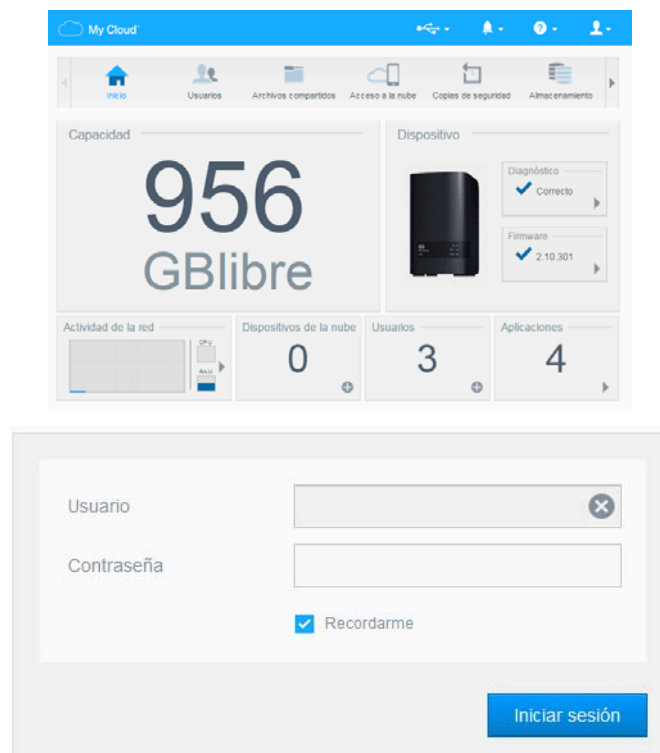 My Cloud
Inicio
Usuarios
Archivos compartidos
Acceso a la nube
Copias de seguridad
Almacenamiento
Capacidad
956
GBlibre
Dispositivo
Diagnóstico
Correcto
Firmware
2.10.301
Actividad de la red
CPU
RAM
Dispositivos de la nube
0
Usuarios
3
Aplicaciones
4
Usuario
Contraseña
Recordarme
Iniciar sesión